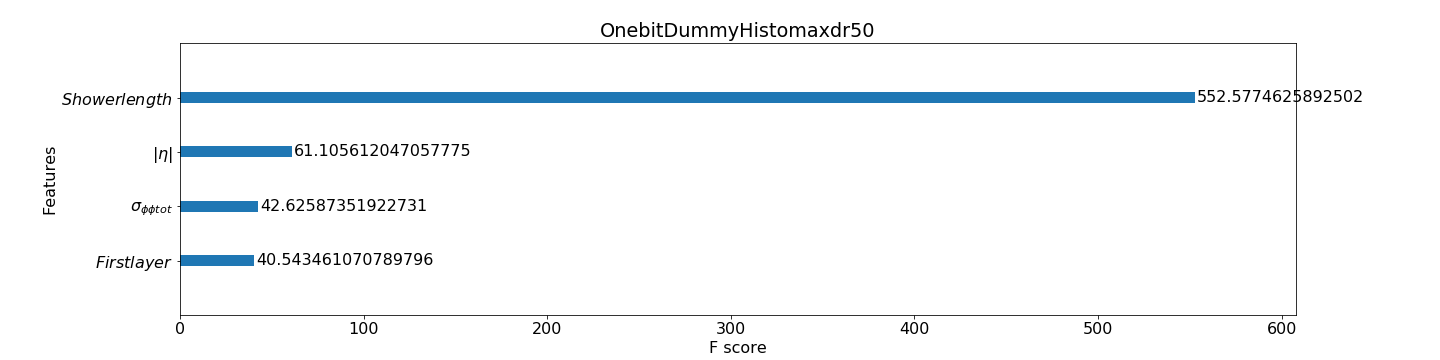 OnebitDummyHistomaxdr50
Showerlength
552.5774625892502
|η|
61.105612047057775
σϕϕtot
42.62587351922731
Firstlayer
40.543461070789796
Features
0 100 200 300 400 500 600
F score